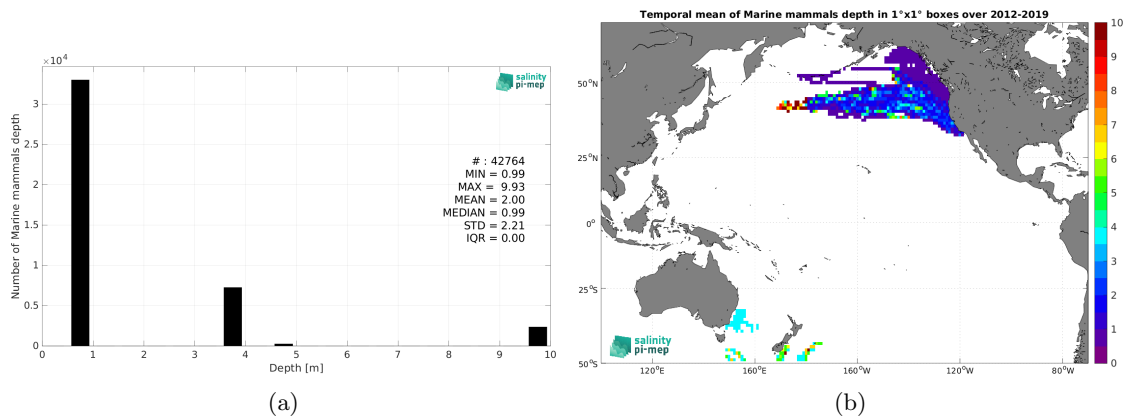 ×10⁴
3
2.5
2
1.5
1
0.5
0
Number of Marine mammals depth
salinity
pi-mep
# : 42764
MIN = 0.99
MAX = 9.93
MEAN = 2.00
MEDIAN = 0.99
STD = 2.21
IQR = 0.00
0 1 2 3 4 5 6 7 8 9 10
Depth [m]
(a)
Temporal mean of Marine mammals depth in 1°x1° boxes over 2012-2019
50°N
25°N
0°
25°S
50°S
120°E 160°E 160°W 120°W 80°W
salinity
pi-mep
10
9
8
7
6
5
4
3
2
1
0
(b)